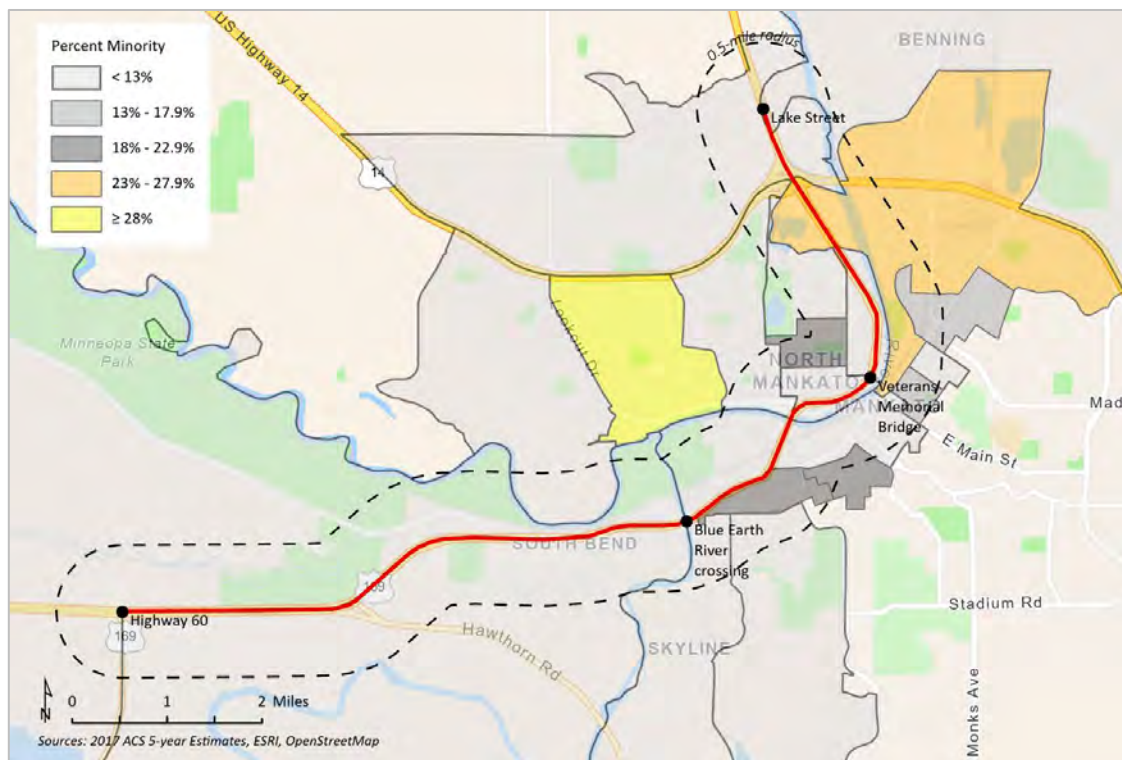 Percent Minority
< 13%
13% - 17.9%
18% - 22.9%
23% - 27.9%
≥ 28%
US Highway 14
0.5-mile radius
BENNING
Lake Street
14
Minneopa State
Park
Lookout Dr
NORTH
MANKATO
MANKATO
Veterans
Memorial
Bridge
Mad
E Main St
Blue Earth
River
crossing
SOUTH BEND
169
Highway 60
169
Hawthorn Rd
SKYLINE
Stadium Rd
Monks Ave
N
0 1 2 Miles
Sources: 2017 ACS 5-year Estimates, ESRI, OpenStreetMap